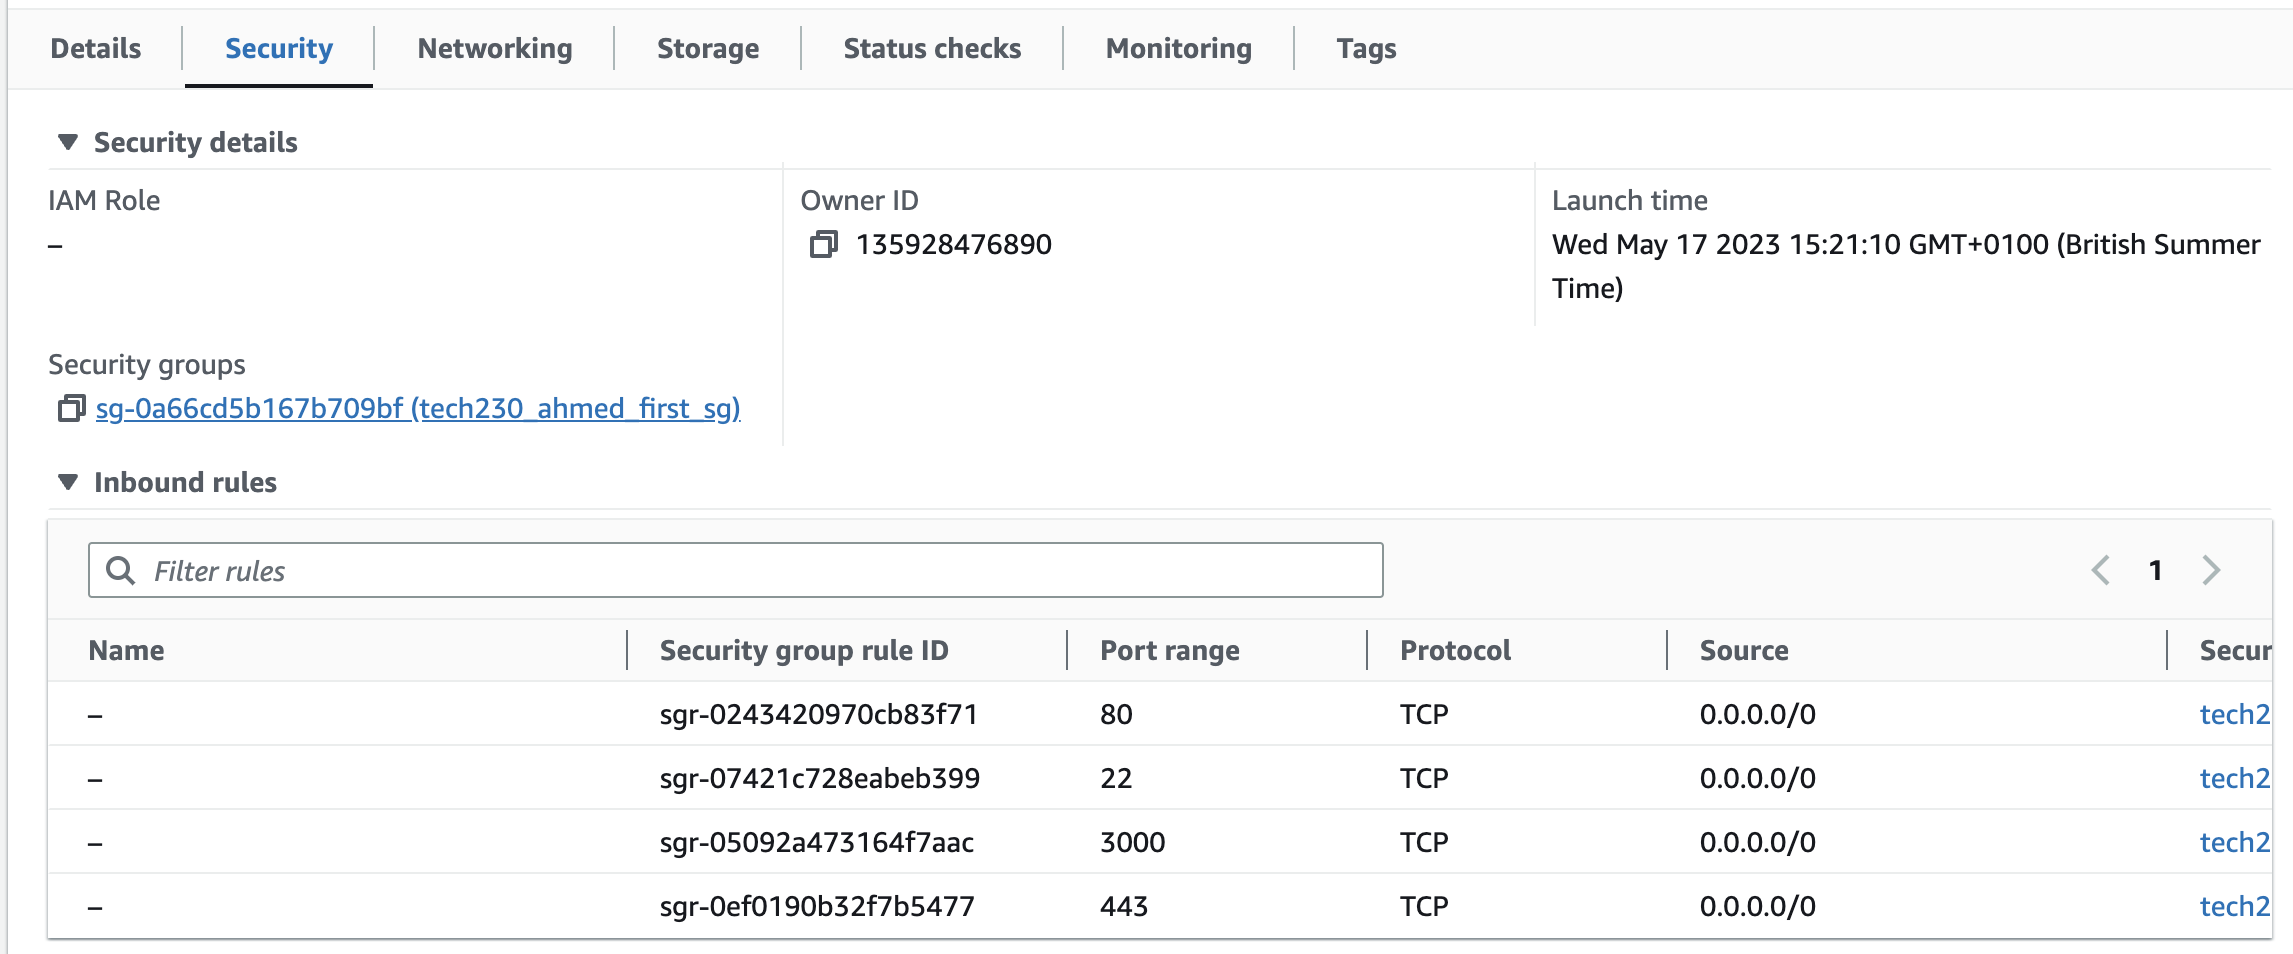 Details Security Networking Storage Status checks Monitoring Tags
Security details
IAM Role
–
Owner ID
135928476890
Launch time
Wed May 17 2023 15:21:10 GMT+0100 (British Summer
Time)
Security groups
sg-0a66cd5b167b709bf (tech230_ahmed_first_sg)
Inbound rules
Filter rules
1
Name Security group rule ID Port range Protocol Source Secur
– sgr-0243420970cb83f71 80 TCP 0.0.0.0/0 tech2
– sgr-07421c728eabeb399 22 TCP 0.0.0.0/0 tech2
– sgr-05092a473164f7aac 3000 TCP 0.0.0.0/0 tech2
– sgr-0ef0190b32f7b5477 443 TCP 0.0.0.0/0 tech2